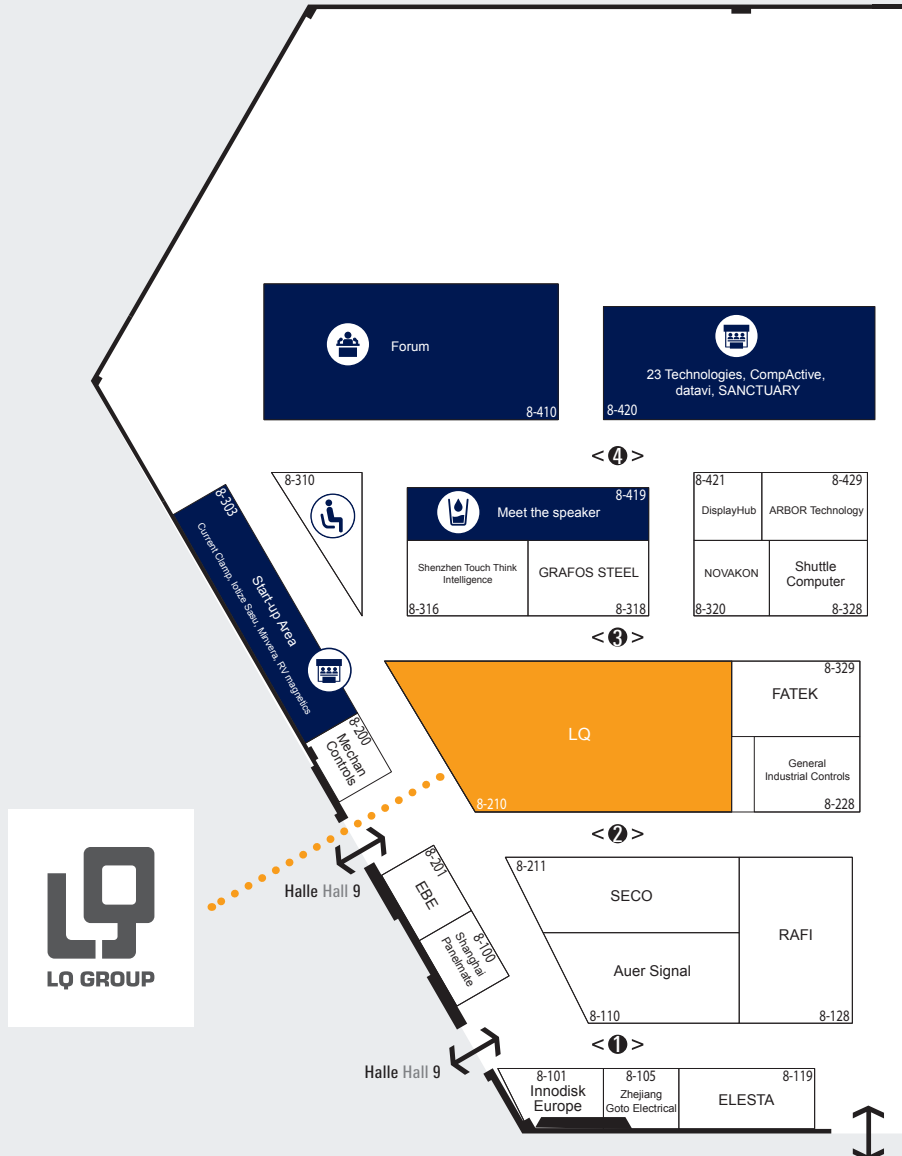 Forum
8-410
23 Technologies, CompActive,
datavi, SANCTUARY
8-420
< 4 >
8-303
Start-up Area
Current Clamp, Iotize Sasu, Minvera, RV magnetics
8-310
8-419
Meet the speaker
Shenzhen Touch Think
Intelligence
8-316
GRAFOS STEEL
8-318
8-421
DisplayHub
8-429
ARBOR Technology
NOVAKON
8-320
Shuttle
Computer
8-328
< 3 >
8-200
Mechan
Controls
LQ
8-210
8-329
FATEK
General
Industrial Controls
8-228
< 2 >
LQ GROUP
Halle Hall 9
8-201
EBE
8-100
Shanghai
Panelmate
8-211
SECO
Auer Signal
8-110
RAFI
8-128
< 1 >
Halle Hall 9
8-101
Innodisk
Europe
8-105
Zhejiang
Goto Electrical
8-119
ELESTA